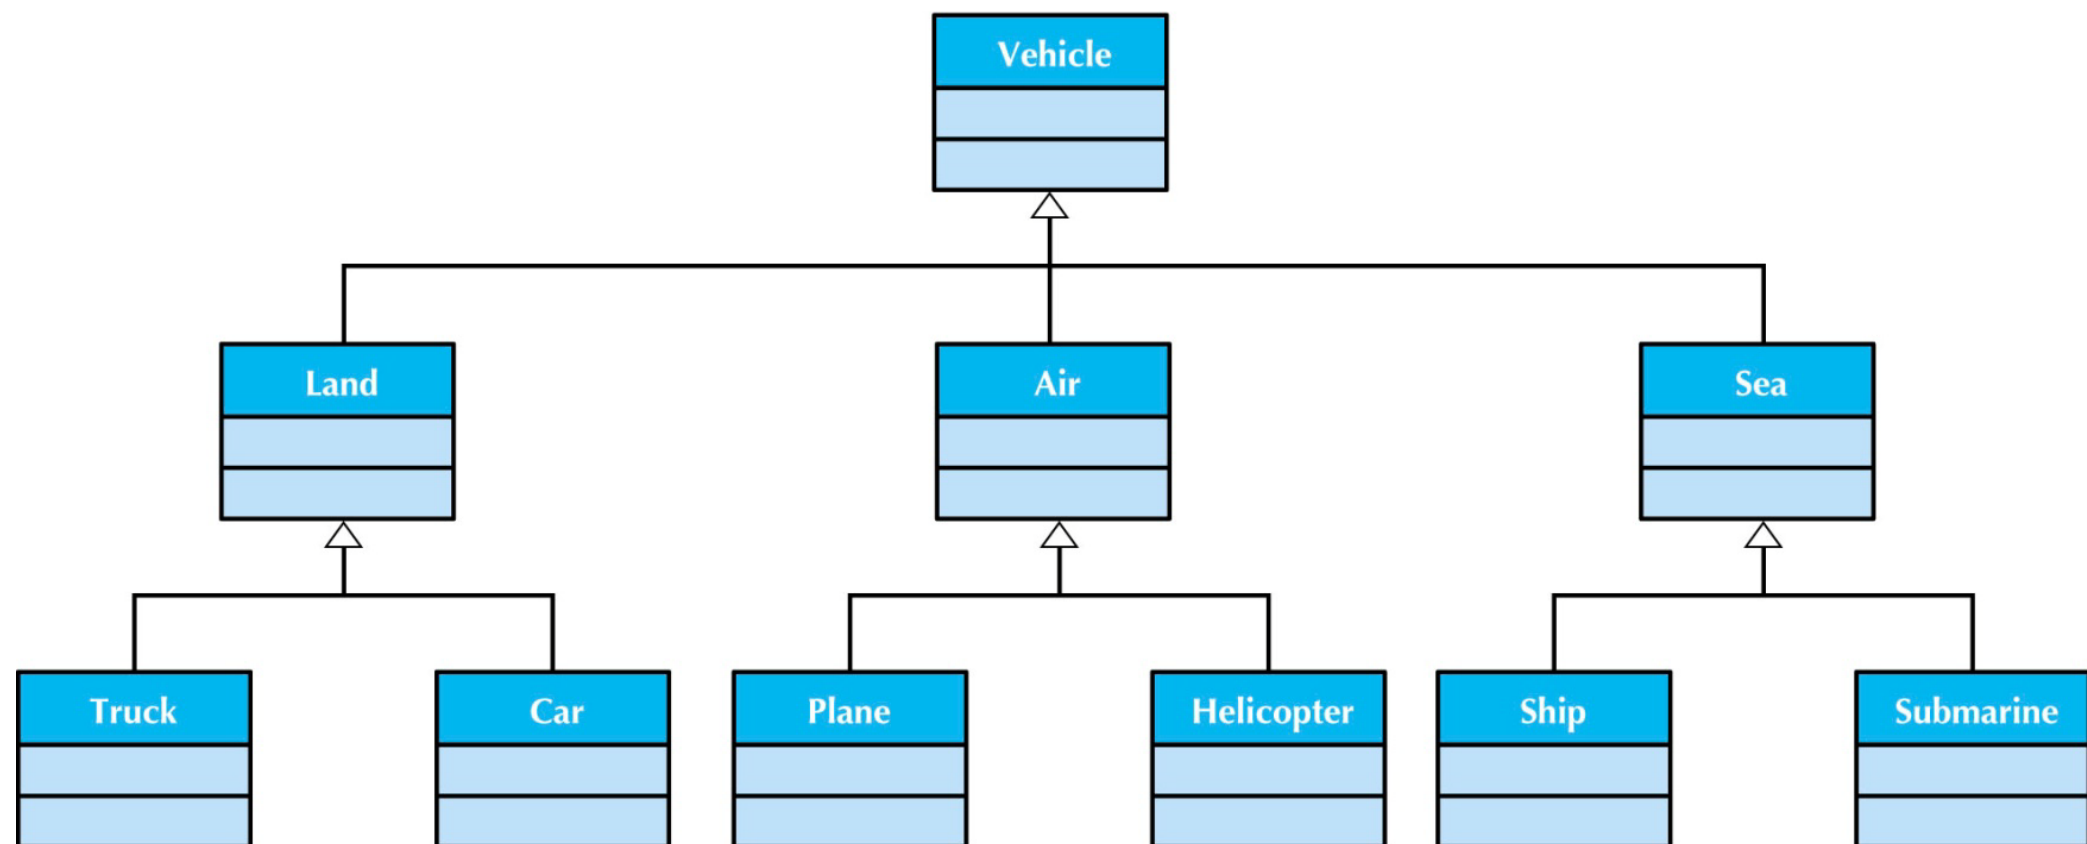 Vehicle
Land
Air
Sea
Truck
Car
Plane
Helicopter
Ship
Submarine